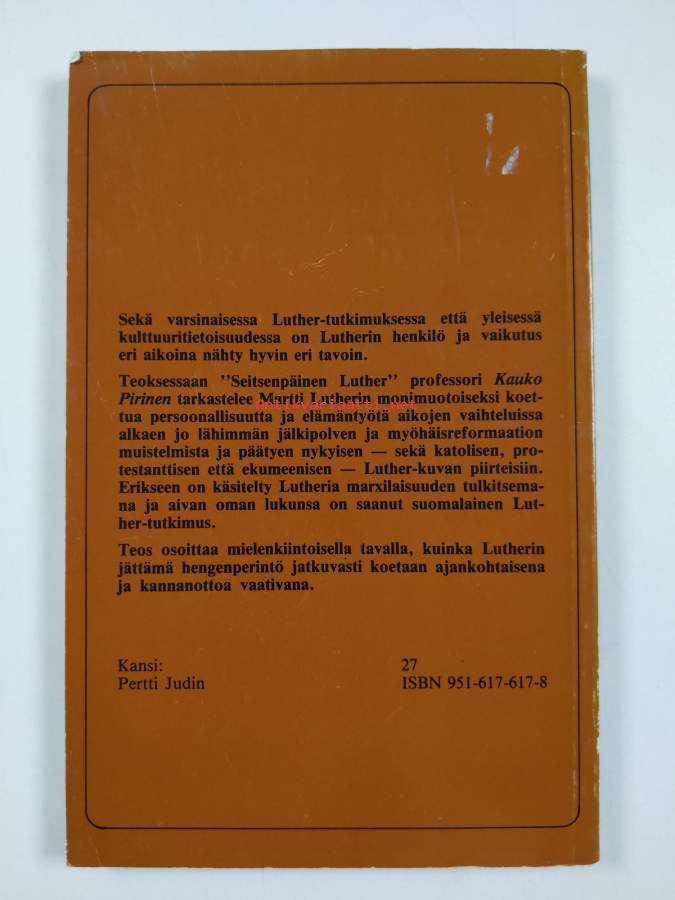 Sekä varsinaisessa Luther-tutkimuksessa että yleisessä
kulttuuritietoisuudessa on Lutherin henkilö ja vaikutus
eri aikoina nähty hyvin eri tavoin.
Teoksessaan "Seitsenpäinen Luther" professori Kauko
Pirinen tarkastelee Martti Lutherin monimuotoiseksi koet-
tua persoonallisuutta ja elämäntyötä aikojen vaihteluissa
alkaen jo lähimmän jälkipolven ja myöhäisreformaation
muistelmista ja päätyen nykyisen — sekä katolisen, pro-
testanttisen että ekumeenisen — Luther-kuvan piirteisiin.
Erikseen on käsitelty Lutheria marxilaisuuden tulkitsema-
na ja aivan oman lukunsa on saanut suomalainen Lut-
her-tutkimus.
Teos osoittaa mielenkiintoisella tavalla, kuinka Lutherin
jättämä hengenperintö jatkuvasti koetaan ajankohtaisena
ja kannanottoa vaativana.
Kansi:
Pertti Judin
27
ISBN 951-617-617-8